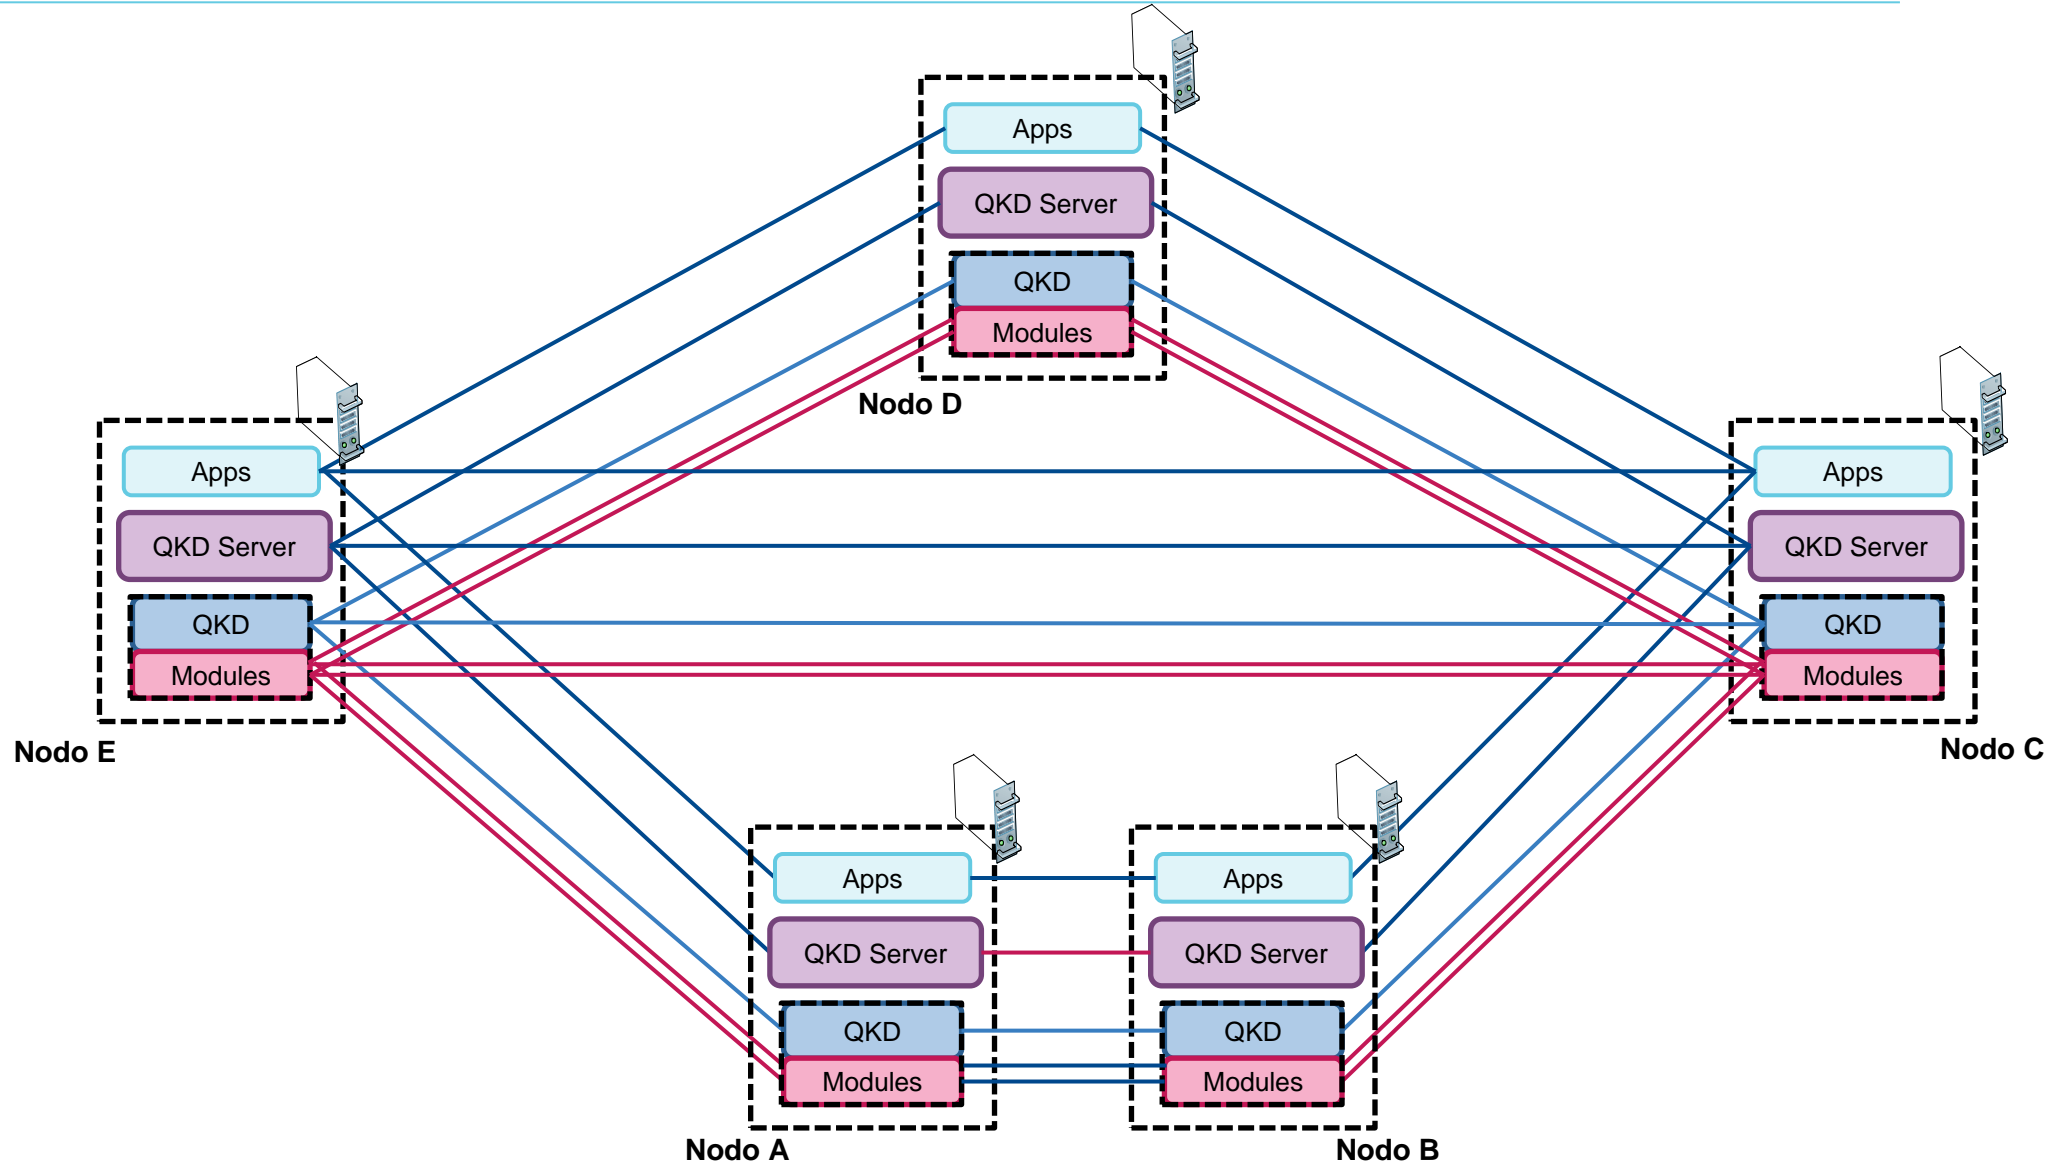 Apps
QKD Server
QKD
Modules
Nodo D
Apps
QKD Server
QKD
Modules
Nodo E
Apps
QKD Server
QKD
Modules
Nodo C
Apps
QKD Server
QKD
Modules
Nodo A
Apps
QKD Server
QKD
Modules
Nodo B